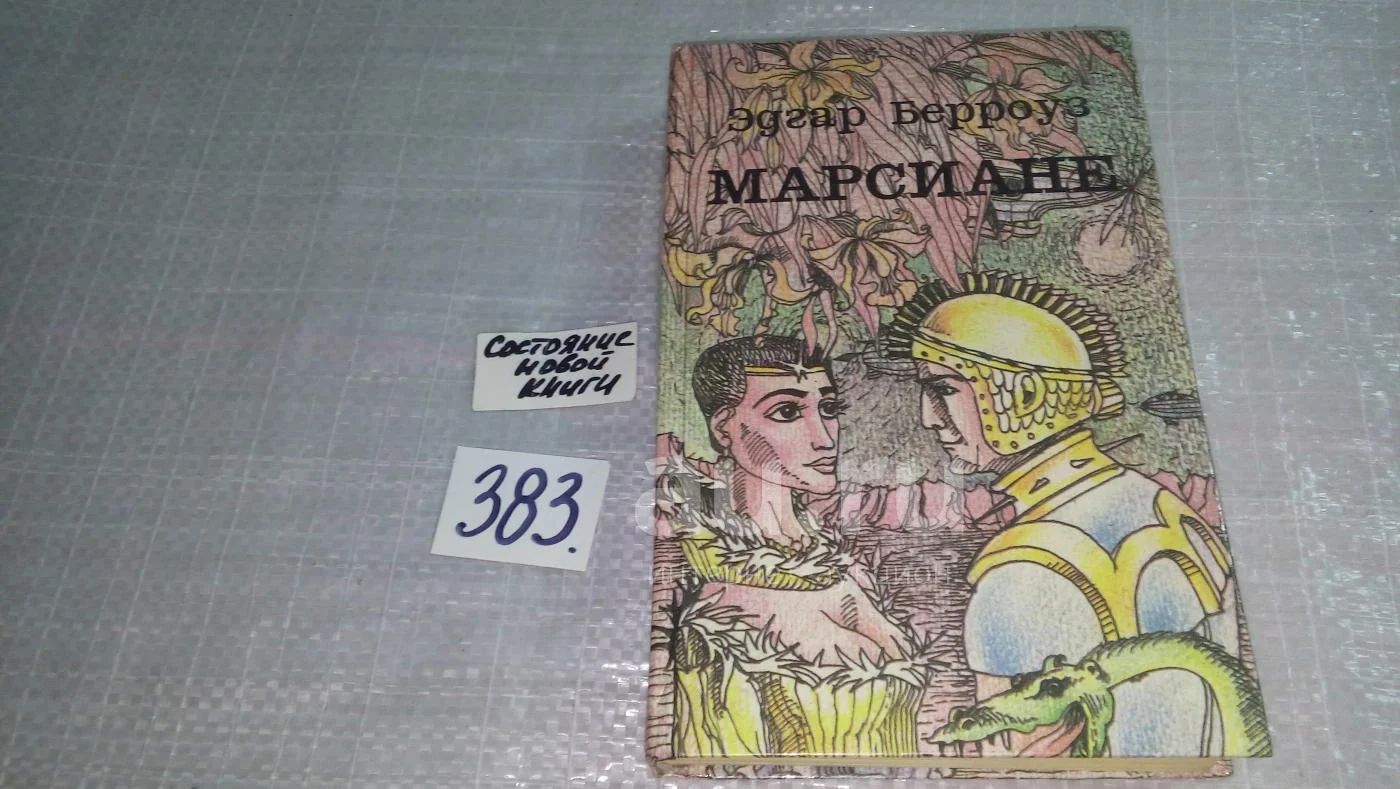 Эдгар Берроуз
МАРСИАНЕ
Состояние
новой
книги
383.